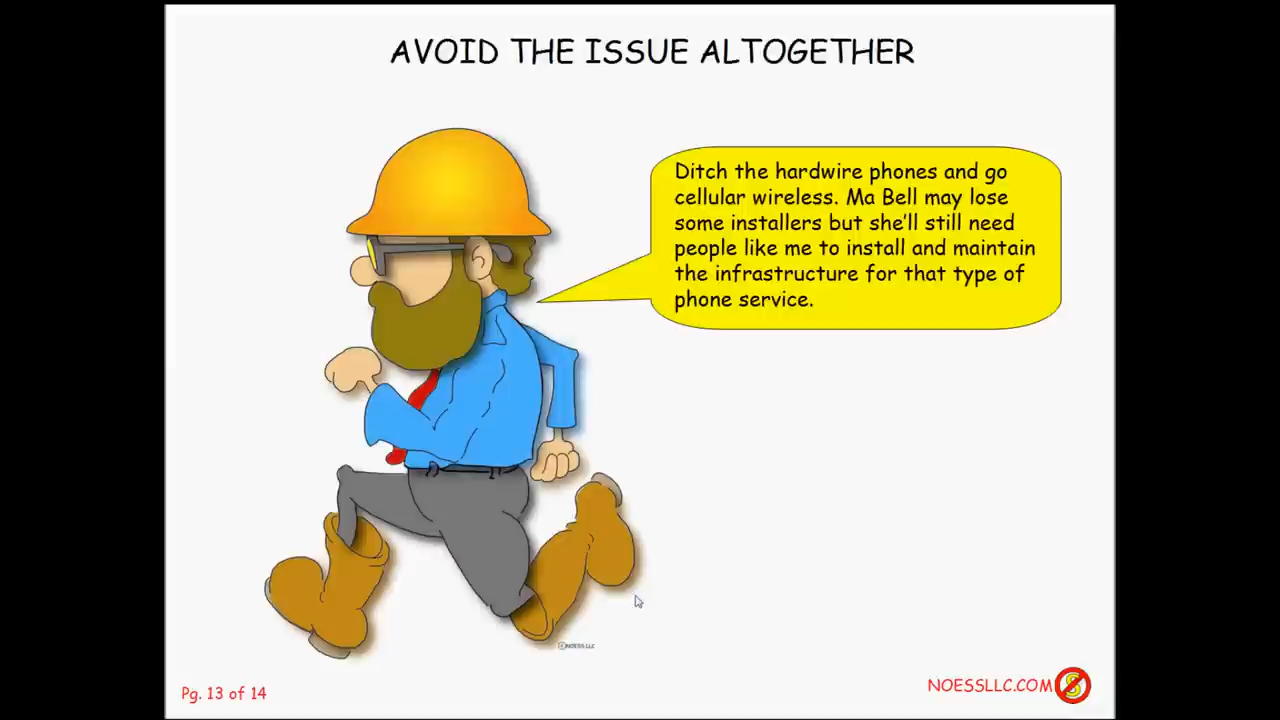 AVOID THE ISSUE ALTOGETHER
Ditch the hardwire phones and go
cellular wireless. Ma Bell may lose
some installers but she'll still need
people like me to install and maintain
the infrastructure for that type of
phone service.
©NOESS LLC
Pg. 13 of 14
NOESSLLC.COM